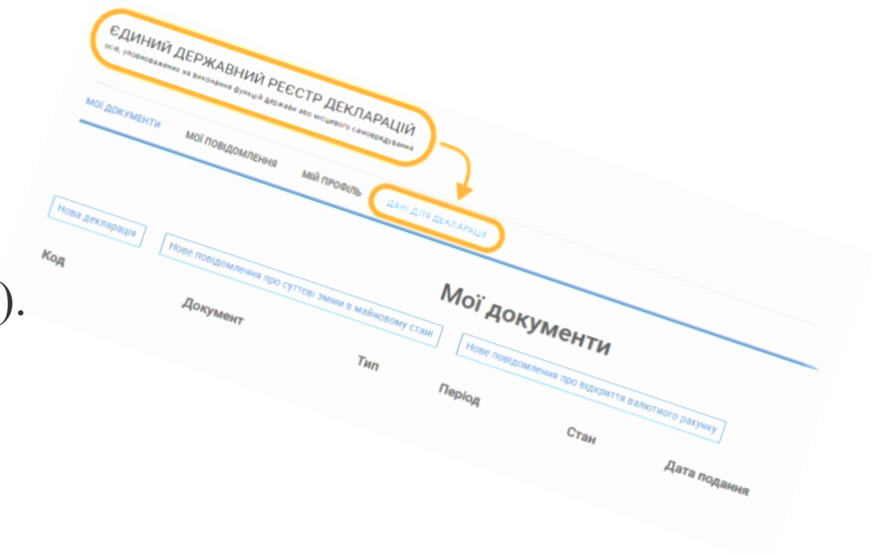 ЄДИНИЙ ДЕРЖАВНИЙ РЕЄСТР ДЕКЛАРАЦІЙ
осіб, уповноважених на виконання функцій держави або місцевого самоврядування
МОЇ ДОКУМЕНТИ МОЇ ПОВІДОМЛЕННЯ МІЙ ПРОФІЛЬ ДАНІ ДЛЯ ДЕКЛАРАЦІЇ
Мої документи
Нова декларація Нове повідомлення про суттєві зміни в майновому стані Нове повідомлення про відкриття валютного рахунку
Код Документ Тип Період Стан Дата подання
).